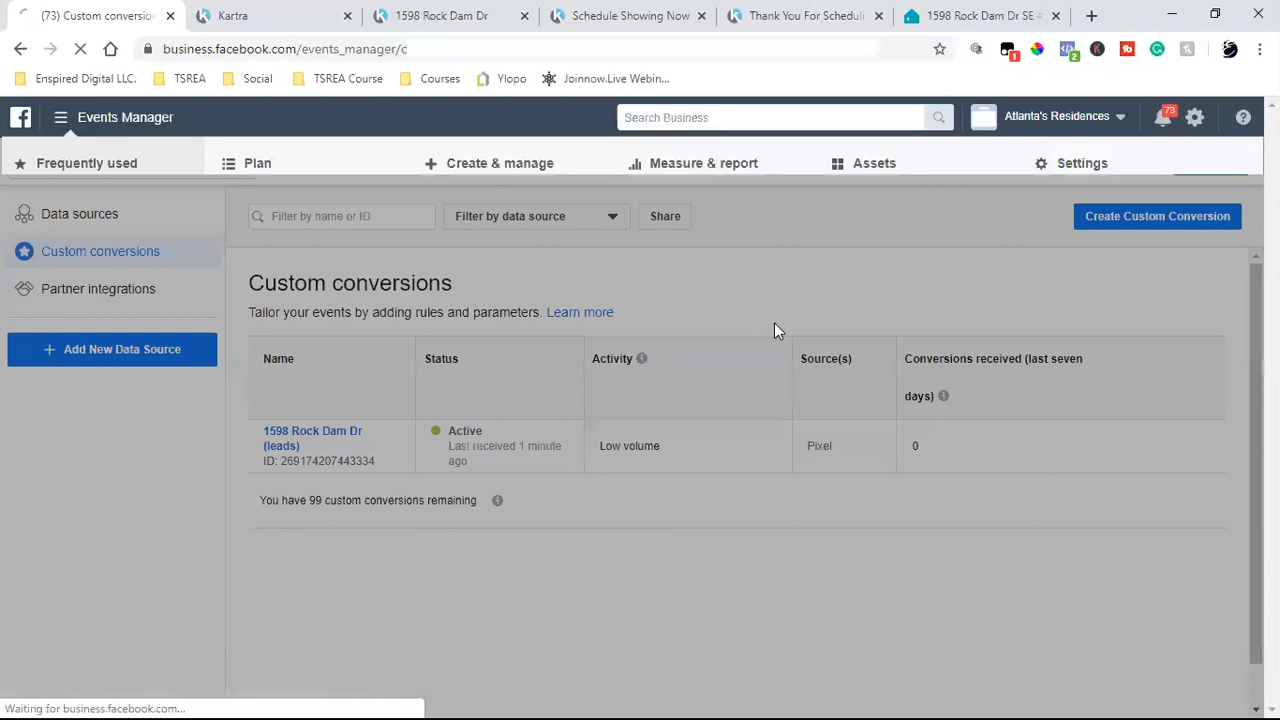 (73) Custom conversion
Kartra
1598 Rock Dam Dr
Schedule Showing Now
Thank You For Scheduli
1598 Rock Dam Dr SE
business.facebook.com/events_manager/c
1
2
Enspired Digital LLC.
TSREA
Social
TSREA Course
Courses
Ylopo
Joinnow.Live Webin...
Events Manager
Search Business
Atlanta's Residences
73
Frequently used
Plan
Create & manage
Measure & report
Assets
Settings
Data sources
Filter by name or ID
Filter by data source
Share
Create Custom Conversion
Custom conversions
Partner integrations
Add New Data Source
Custom conversions
Tailor your events by adding rules and parameters. Learn more
Name
Status
Activity
Source(s)
Conversions received (last seven
days)
1598 Rock Dam Dr
(leads)
ID: 269174207443334
Active
Last received 1 minute
ago
Low volume
Pixel
0
You have 99 custom conversions remaining
Waiting for business.facebook.com...